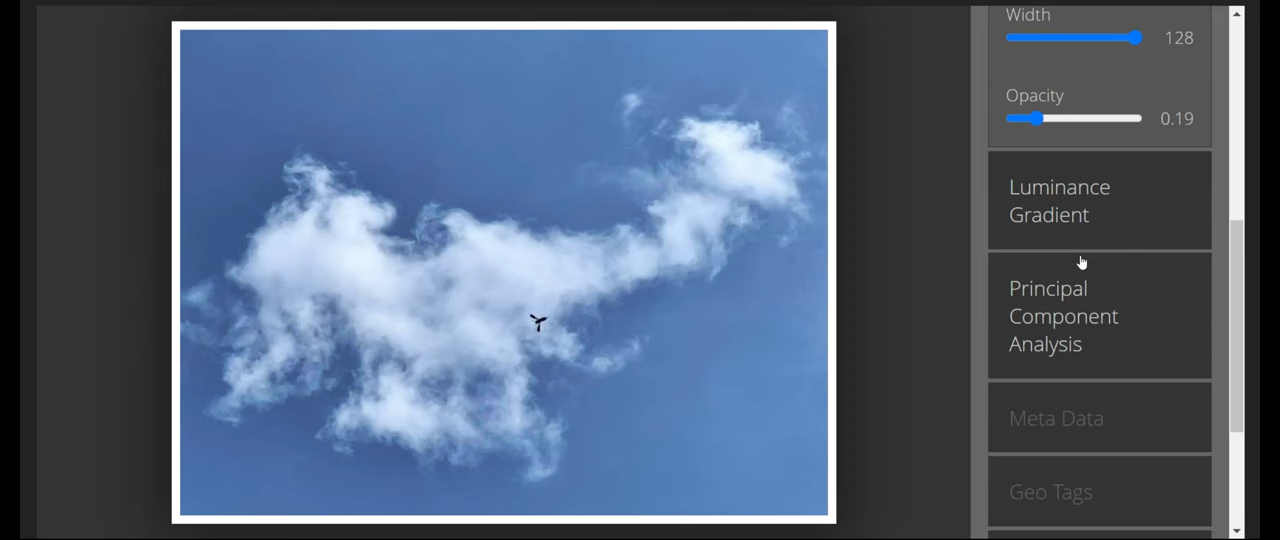 Width
128
Opacity
0.19
Luminance
Gradient
Principal
Component
Analysis
Meta Data
Geo Tags